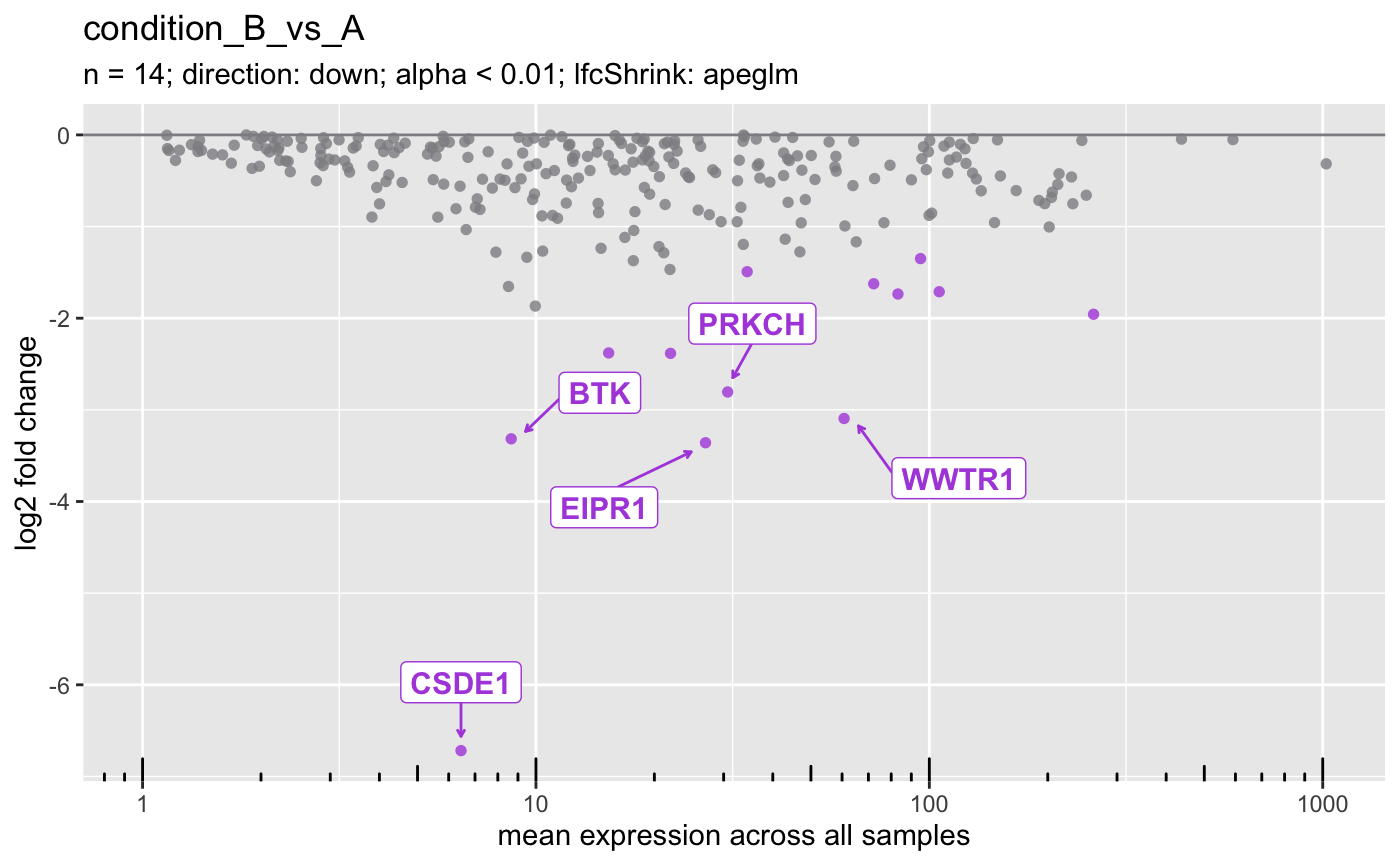 condition_B_vs_A
n = 14; direction: down; alpha < 0.01; lfcShrink: apeglm
log2 fold change
0
-2
-4
-6
PRKCH
BTK
WWTR1
EIPR1
CSDE1
1 10 100 1000
mean expression across all samples